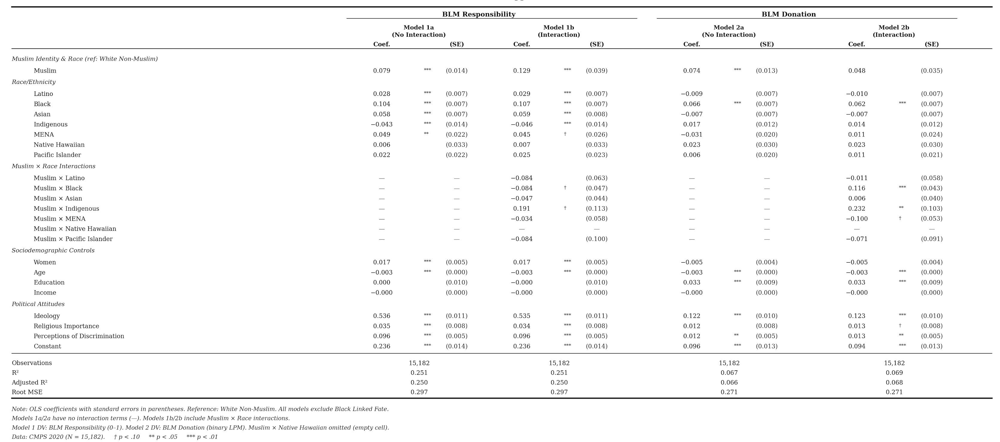 BLM Responsibility BLM Donation
Model 1a Model 1b Model 2a Model 2b
(No Interaction) (Interaction) (No Interaction) (Interaction)
Coef. (SE) Coef. (SE) Coef. (SE) Coef. (SE)
Muslim Identity & Race (ref: White Non-Muslim)
Muslim 0.079 *** (0.014) 0.129 *** (0.039) 0.074 *** (0.013) 0.048 (0.035)
Race/Ethnicity
Latino 0.028 *** (0.007) 0.029 *** (0.007) −0.009 (0.007) −0.010 (0.007)
Black 0.104 *** (0.007) 0.107 *** (0.007) 0.066 *** (0.007) 0.062 *** (0.007)
Asian 0.058 *** (0.007) 0.059 *** (0.008) −0.007 (0.007) −0.007 (0.007)
Indigenous −0.043 *** (0.014) −0.046 *** (0.014) 0.017 (0.012) 0.014 (0.012)
MENA 0.049 ** (0.022) 0.045 † (0.026) −0.031 (0.020) 0.011 (0.024)
Native Hawaiian 0.006 (0.033) 0.007 (0.033) 0.023 (0.030) 0.023 (0.030)
Pacific Islander 0.022 (0.022) 0.025 (0.023) 0.006 (0.020) 0.011 (0.021)
Muslim × Race Interactions
Muslim × Latino — — −0.084 (0.063) — — −0.011 (0.058)
Muslim × Black — — −0.084 † (0.047) — — 0.116 *** (0.043)
Muslim × Asian — — −0.047 (0.044) — — 0.006 (0.040)
Muslim × Indigenous — — 0.191 † (0.113) — — 0.232 ** (0.103)
Muslim × MENA — — −0.034 (0.058) — — −0.100 † (0.053)
Muslim × Native Hawaiian — — — — — — — —
Muslim × Pacific Islander — — −0.084 (0.100) — — −0.071 (0.091)
Sociodemographic Controls
Women 0.017 *** (0.005) 0.017 *** (0.005) −0.005 (0.004) −0.005 (0.004)
Age −0.003 *** (0.000) −0.003 *** (0.000) −0.003 *** (0.000) −0.003 *** (0.000)
Education 0.000 (0.010) −0.000 (0.010) 0.033 *** (0.009) 0.033 *** (0.009)
Income −0.000 (0.000) −0.000 (0.000) −0.000 (0.000) −0.000 (0.000)
Political Attitudes
Ideology 0.536 *** (0.011) 0.535 *** (0.011) 0.122 *** (0.010) 0.123 *** (0.010)
Religious Importance 0.035 *** (0.008) 0.034 *** (0.008) 0.012 (0.008) 0.013 † (0.008)
Perceptions of Discrimination 0.096 *** (0.005) 0.096 *** (0.005) 0.012 ** (0.005) 0.013 ** (0.005)
Constant 0.236 *** (0.014) 0.236 *** (0.014) 0.096 *** (0.013) 0.094 *** (0.013)
Observations 15,182 15,182 15,182 15,182
R² 0.251 0.251 0.067 0.069
Adjusted R² 0.250 0.250 0.066 0.068
Root MSE 0.297 0.297 0.271 0.271
Note: OLS coefficients with standard errors in parentheses. Reference: White Non-Muslim. All models exclude Black Linked Fate.
Models 1a/2a have no interaction terms (—). Models 1b/2b include Muslim × Race interactions.
Model 1 DV: BLM Responsibility (0–1). Model 2 DV: BLM Donation (binary LPM). Muslim × Native Hawaiian omitted (empty cell).
Data: CMPS 2020 (N = 15,182). † p < .10 ** p < .05 *** p < .01